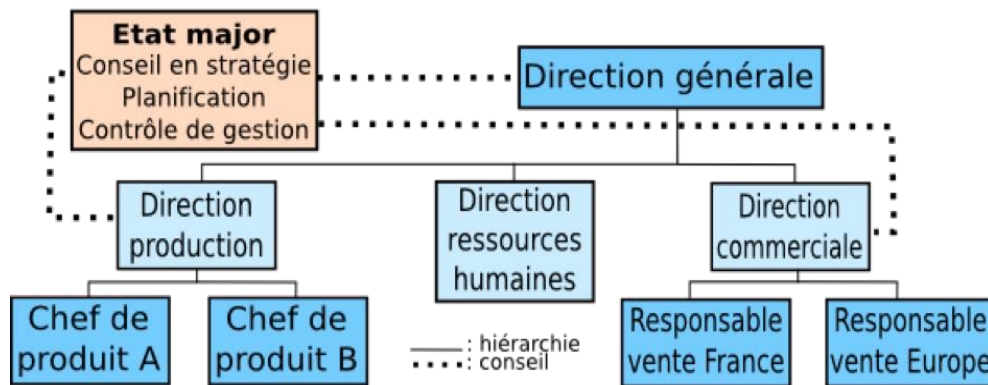 Etat major
Conseil en stratégie
Planification
Contrôle de gestion
Direction générale
Direction
production
Direction
ressources
humaines
Direction
commerciale
Chef de
produit A
Chef de
produit B
: hiérarchie
: conseil
Responsable
vente France
Responsable
vente Europe